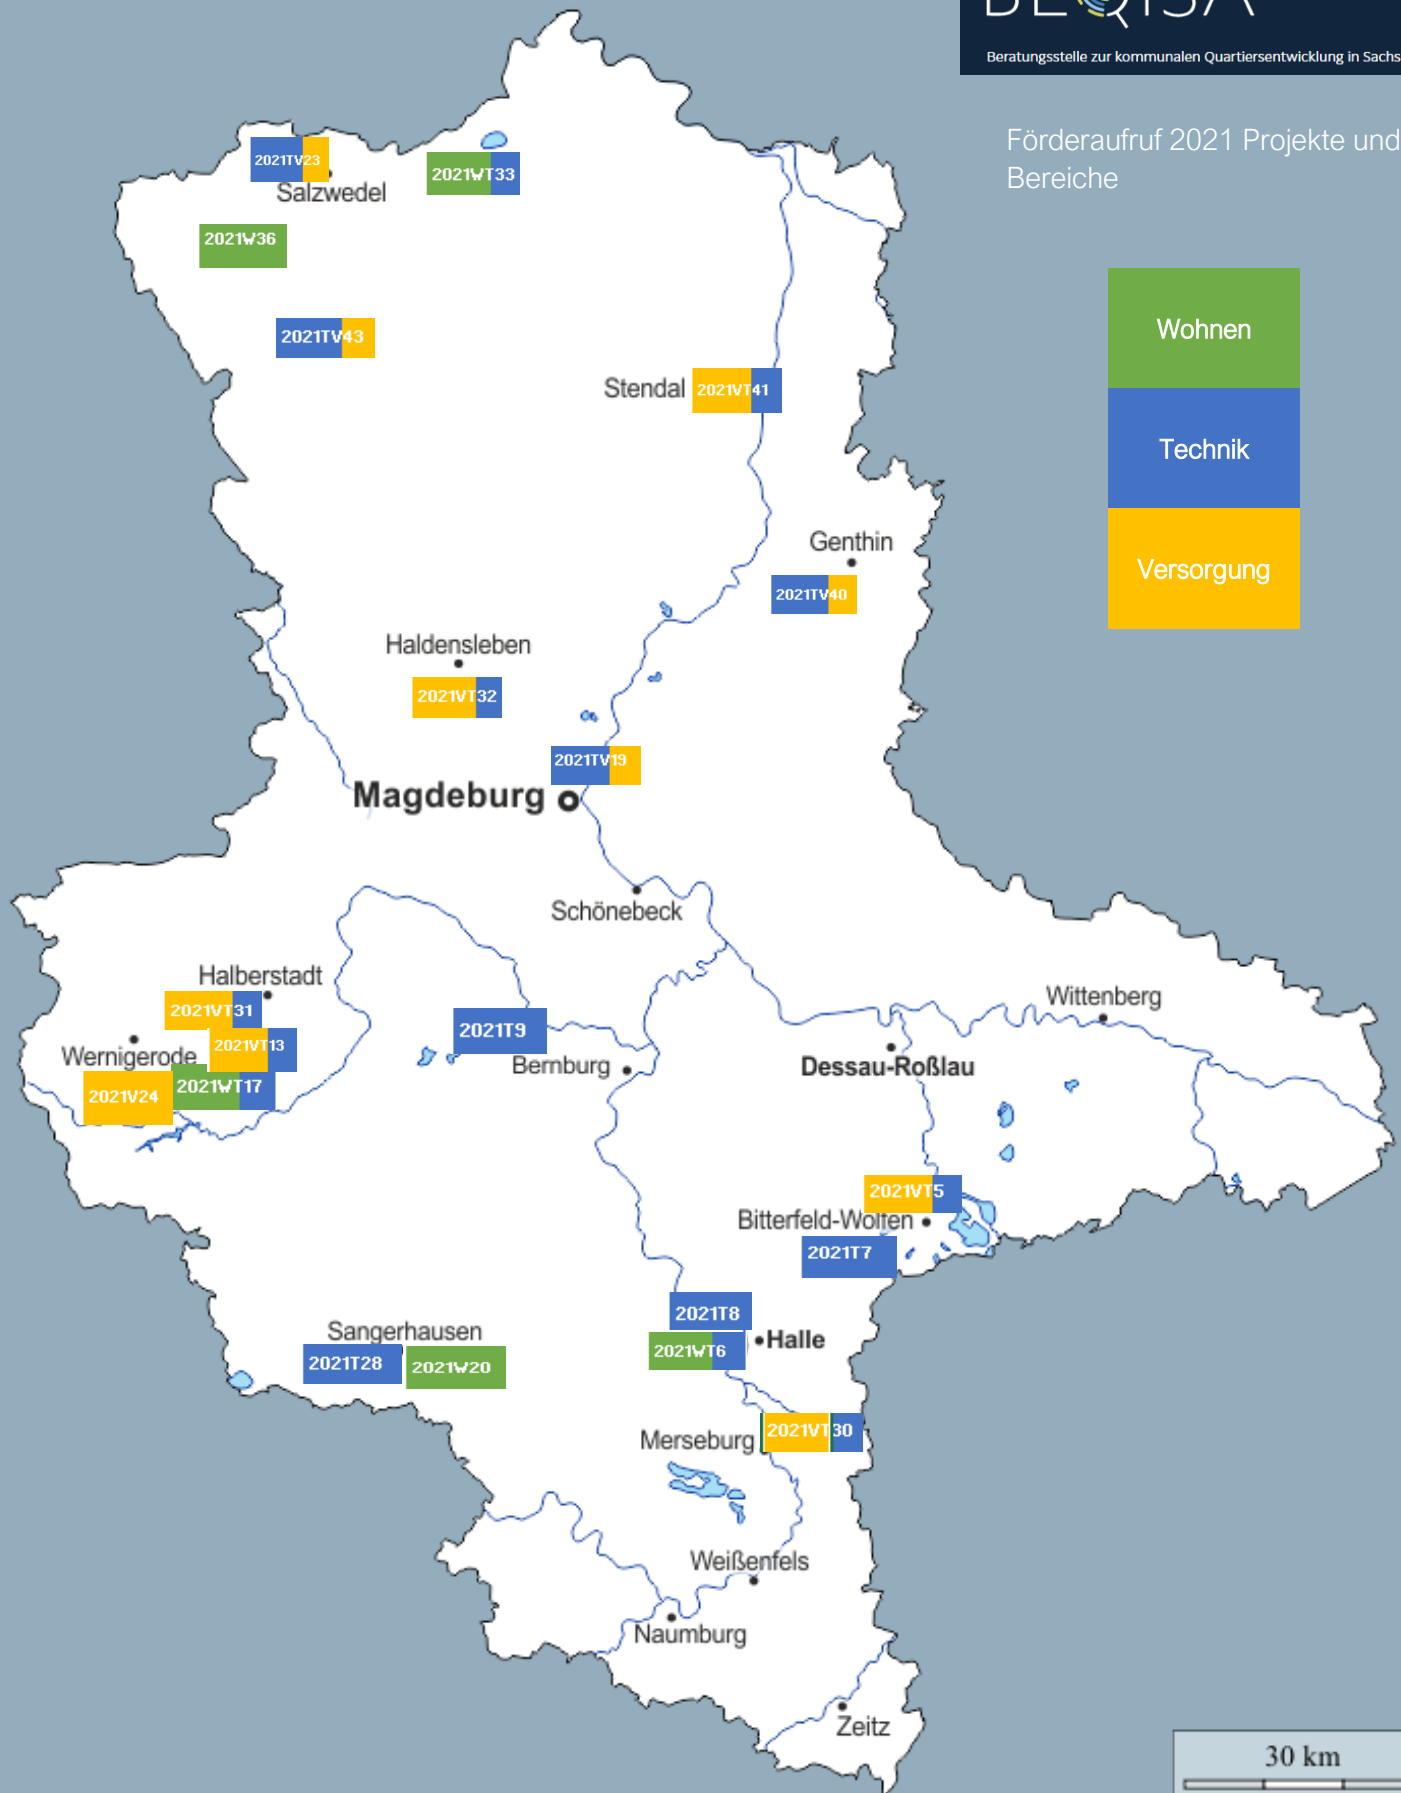 BEQISA
Beratungsstelle zur kommunalen Quartiersentwicklung in Sachs
Förderaufruf 2021 Projekte und
Bereiche
Wohnen
Technik
Versorgung
2021TV23
Salzwedel
2021WT33
2021W36
2021TV43
Stendal
2021VT41
Genthin
2021TV40
Haldensleben
2021VT32
2021TV19
Magdeburg
Schönebeck
Halberstadt
2021VT31
Wernigerode
2021VT13
2021V24
2021WT17
2021T9
Bernburg
Wittenberg
Dessau-Roßlau
2021VT5
Bitterfeld-Wolfen
2021T7
2021T8
Halle
2021WT6
Sangerhausen
2021T28
2021W20
Merseburg
2021VT30
Weißenfels
Naumburg
Zeitz
30 km